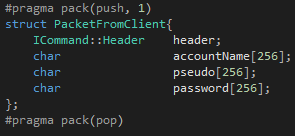 #pragma pack(push, 1)
struct PacketFromClient{
    ICommand::Header    header;
    char                accountName[256];
    char                pseudo[256];
    char                password[256];
};
#pragma pack(pop)